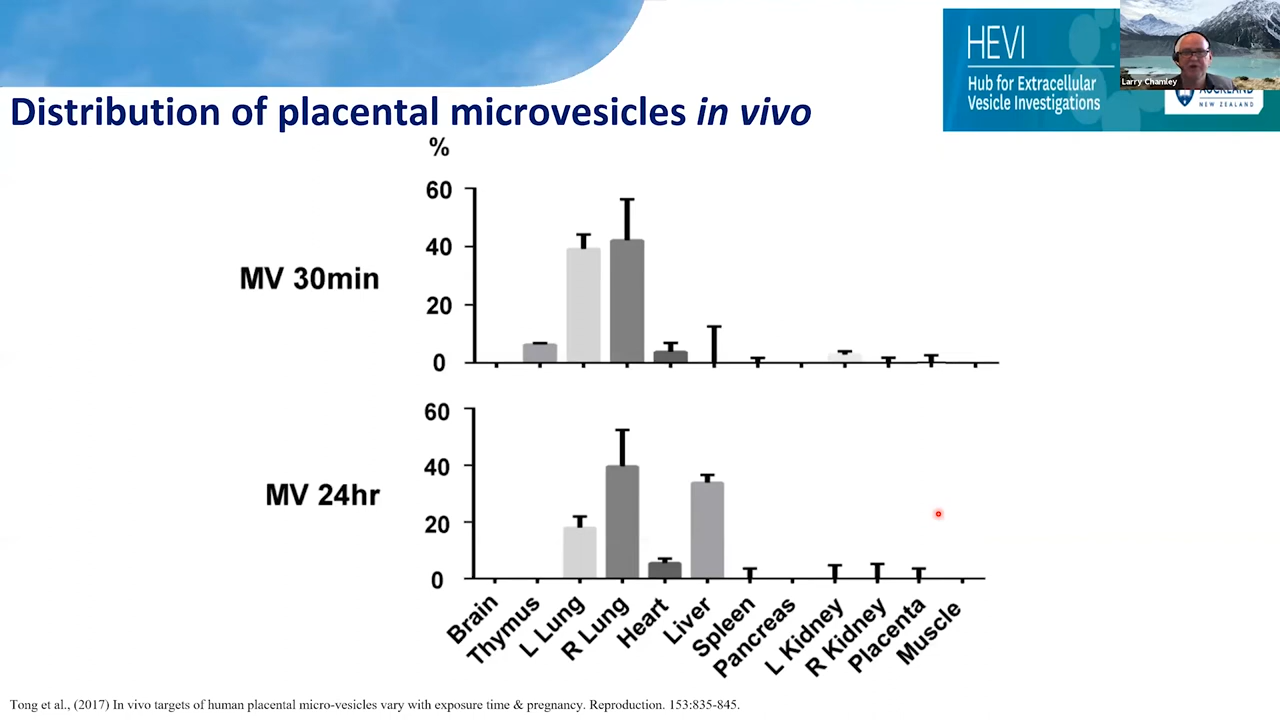 HEVI
Hub for Extracellular
Vesicle Investigations
Larry Chamley
AUCKLAND
NEW ZEALAND
Distribution of placental microvesicles in vivo
%
60
40
20
0
MV 30min
60
40
20
0
MV 24hr
Brain
Thymus
L Lung
R Lung
Heart
Liver
Spleen
Pancreas
L Kidney
R Kidney
Placenta
Muscle
Tong et al., (2017) In vivo targets of human placental micro-vesicles vary with exposure time & pregnancy. Reproduction. 153:835-845.